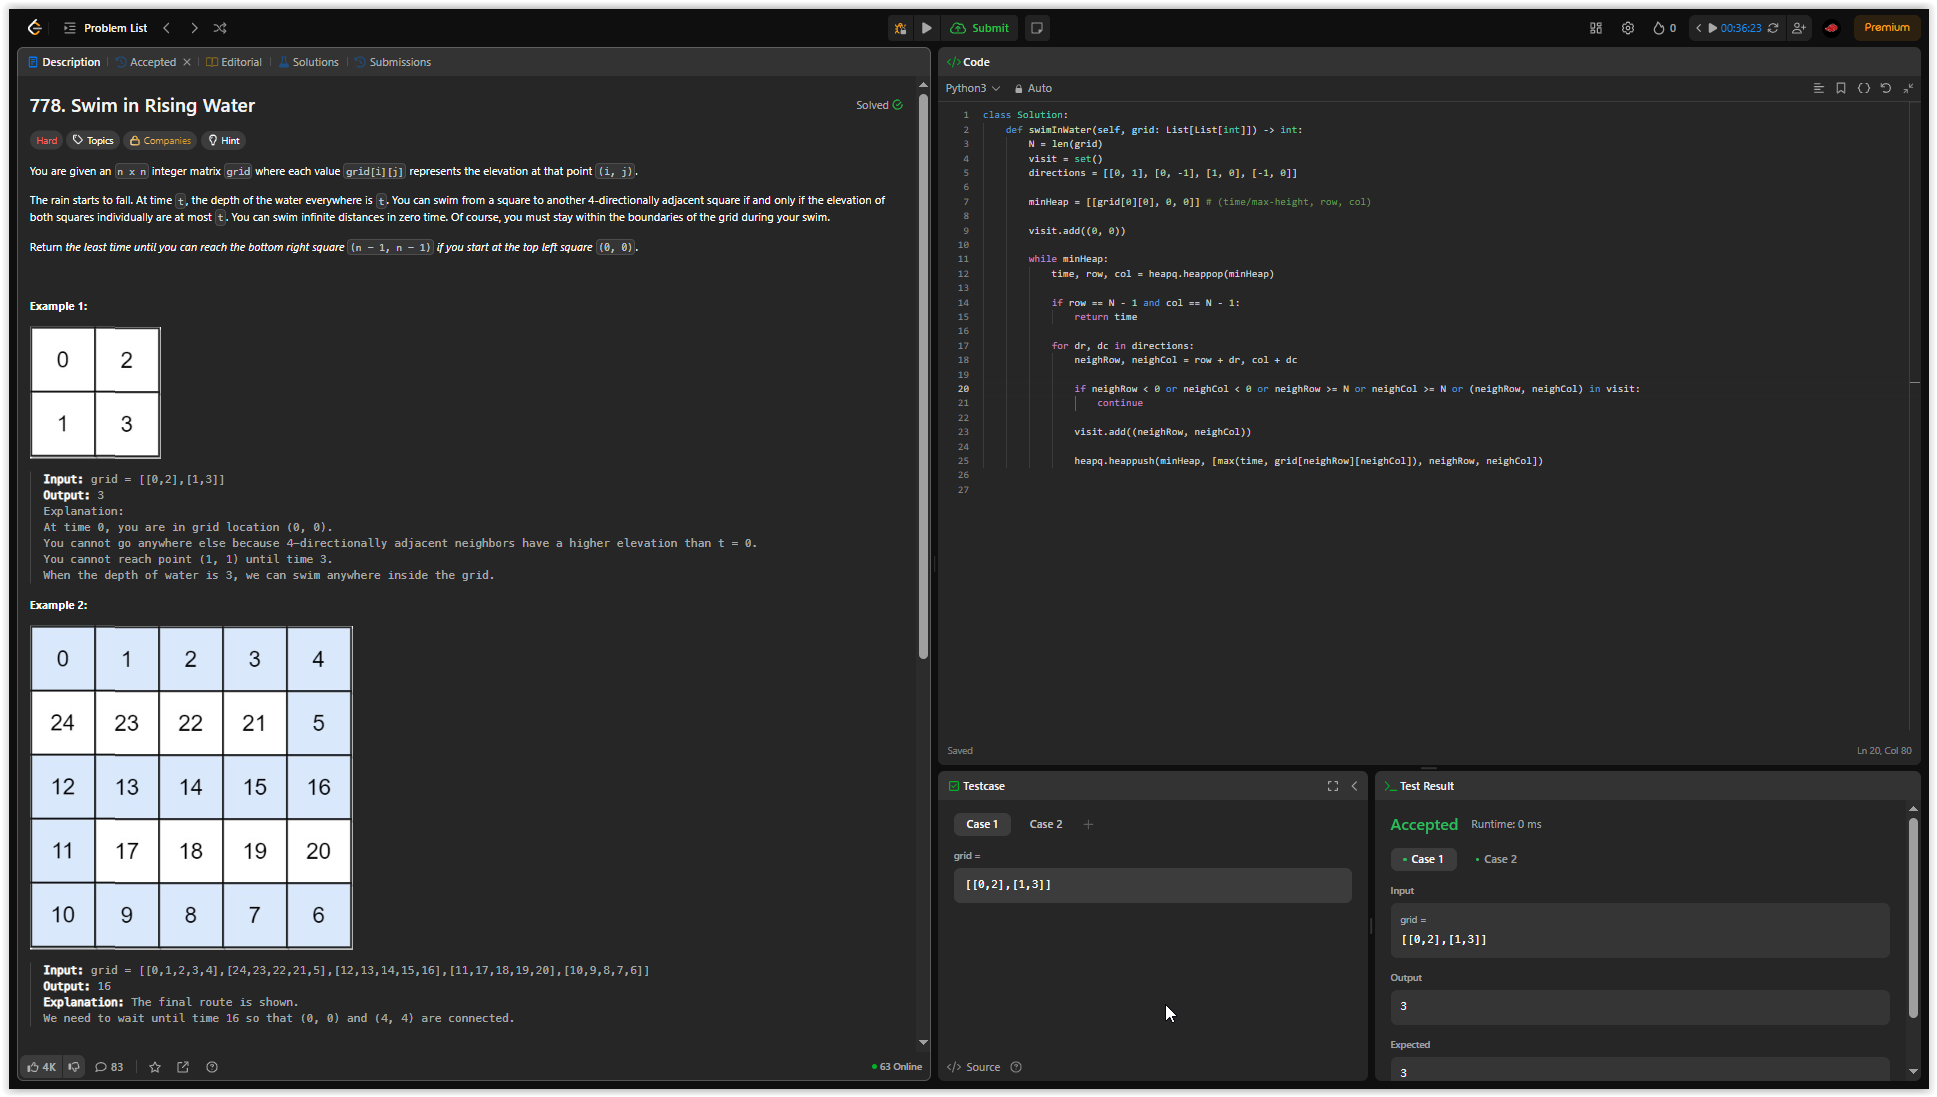 Problem List
Submit
0
00:36:23
Premium
Description
Accepted
Editorial
Solutions
Submissions
778. Swim in Rising Water
Solved
Hard
Topics
Companies
Hint
You are given an n x n integer matrix grid where each value grid[i][j] represents the elevation at that point (i, j).
The rain starts to fall. At time t, the depth of the water everywhere is t. You can swim from a square to another 4-directionally adjacent square if and only if the elevation of
both squares individually are at most t. You can swim infinite distances in zero time. Of course, you must stay within the boundaries of the grid during your swim.
Return the least time until you can reach the bottom right square (n - 1, n - 1) if you start at the top left square (0, 0).
Example 1:
0 2
1 3
Input: grid = [[0,2],[1,3]]
Output: 3
Explanation:
At time 0, you are in grid location (0, 0).
You cannot go anywhere else because 4-directionally adjacent neighbors have a higher elevation than t = 0.
You cannot reach point (1, 1) until time 3.
When the depth of water is 3, we can swim anywhere inside the grid.
Example 2:
0 1 2 3 4
24 23 22 21 5
12 13 14 15 16
11 17 18 19 20
10 9 8 7 6
Input: grid = [[0,1,2,3,4],[24,23,22,21,5],[12,13,14,15,16],[11,17,18,19,20],[10,9,8,7,6]]
Output: 16
Explanation: The final route is shown.
We need to wait until time 16 so that (0, 0) and (4, 4) are connected.
4K
83
63 Online
</> Code
Python3
Auto
1 class Solution:
2 def swimInWater(self, grid: List[List[int]]) -> int:
3 N = len(grid)
4 visit = set()
5 directions = [[0, 1], [0, -1], [1, 0], [-1, 0]]
6
7 minHeap = [[grid[0][0], 0, 0]] # (time/max-height, row, col)
8
9 visit.add((0, 0))
10
11 while minHeap:
12 time, row, col = heapq.heappop(minHeap)
13
14 if row == N - 1 and col == N - 1:
15 return time
16
17 for dr, dc in directions:
18 neighRow, neighCol = row + dr, col + dc
19
20 if neighRow < 0 or neighCol < 0 or neighRow >= N or neighCol >= N or (neighRow, neighCol) in visit:
21 continue
22
23 visit.add((neighRow, neighCol))
24
25 heapq.heappush(minHeap, [max(time, grid[neighRow][neighCol]), neighRow, neighCol])
26
27
Saved
Ln 20, Col 80
Testcase
Case 1
Case 2
+
grid =
[[0,2],[1,3]]
</> Source
>_ Test Result
Accepted
Runtime: 0 ms
Case 1
Case 2
Input
grid =
[[0,2],[1,3]]
Output
3
Expected
3